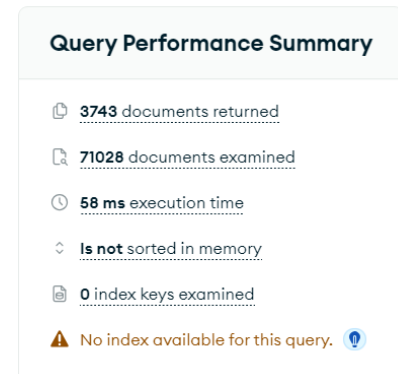 Query Performance Summary
3743 documents returned
71028 documents examined
58 ms execution time
Is not sorted in memory
0 index keys examined
No index available for this query.